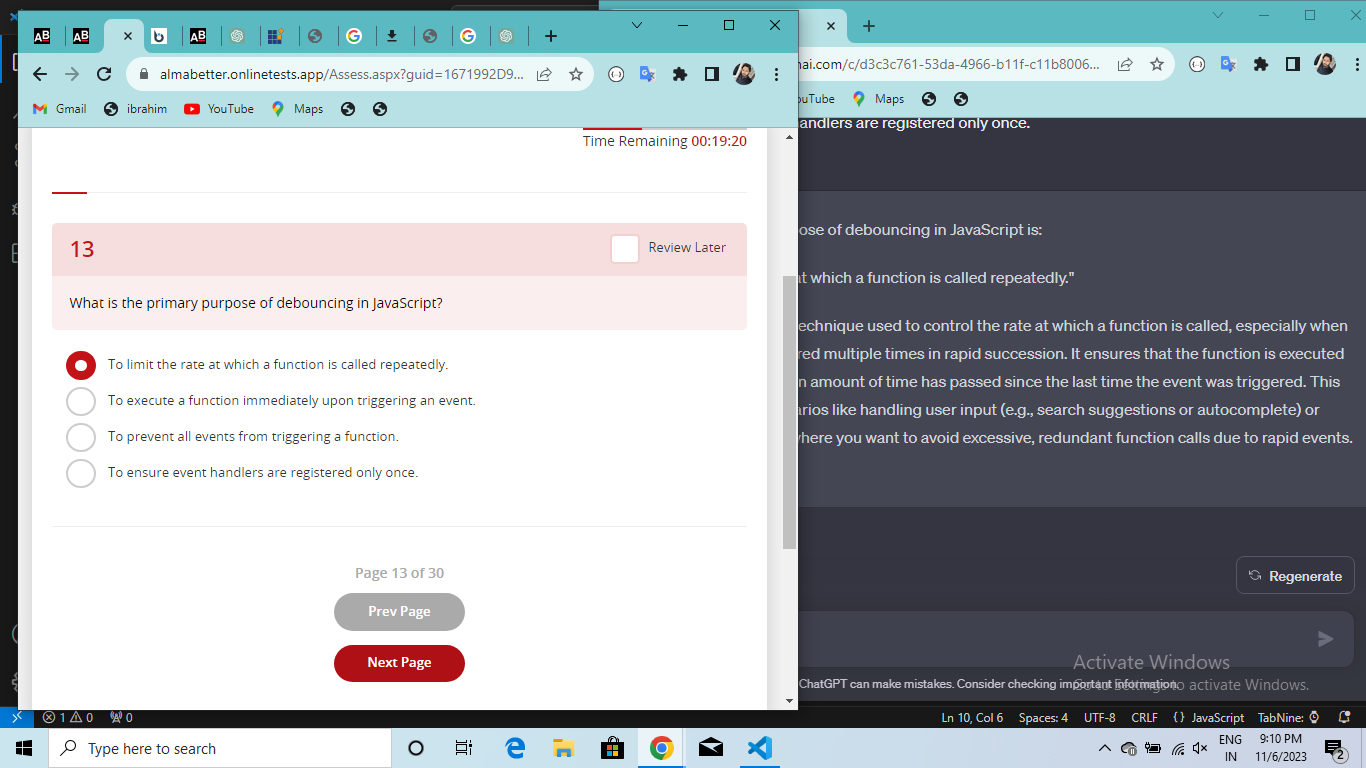 AB
AB
AB
almabetter.onlinetests.app/Assess.aspx?guid=1671992D9...
Gmail
ibrahim
YouTube
Maps
Time Remaining 00:19:20
13
Review Later
What is the primary purpose of debouncing in JavaScript?
To limit the rate at which a function is called repeatedly.
To execute a function immediately upon triggering an event.
To prevent all events from triggering a function.
To ensure event handlers are registered only once.
Page 13 of 30
Prev Page
Next Page
nai.com/c/d3c3c761-53da-4966-b11f-c11b8006...
ouTube
Maps
andlers are registered only once.
ose of debouncing in JavaScript is:
at which a function is called repeatedly."
echnique used to control the rate at which a function is called, especially when
red multiple times in rapid succession. It ensures that the function is executed
n amount of time has passed since the last time the event was triggered. This
arios like handling user input (e.g., search suggestions or autocomplete) or
where you want to avoid excessive, redundant function calls due to rapid events.
Regenerate
Activate Windows
Go to Settings to activate Windows.
ChatGPT can make mistakes. Consider checking important information.
1 0 0
Ln 10, Col 6 Spaces: 4 UTF-8 CRLF {} JavaScript TabNine:
Type here to search
ENG
IN
9:10 PM
11/6/2023
2